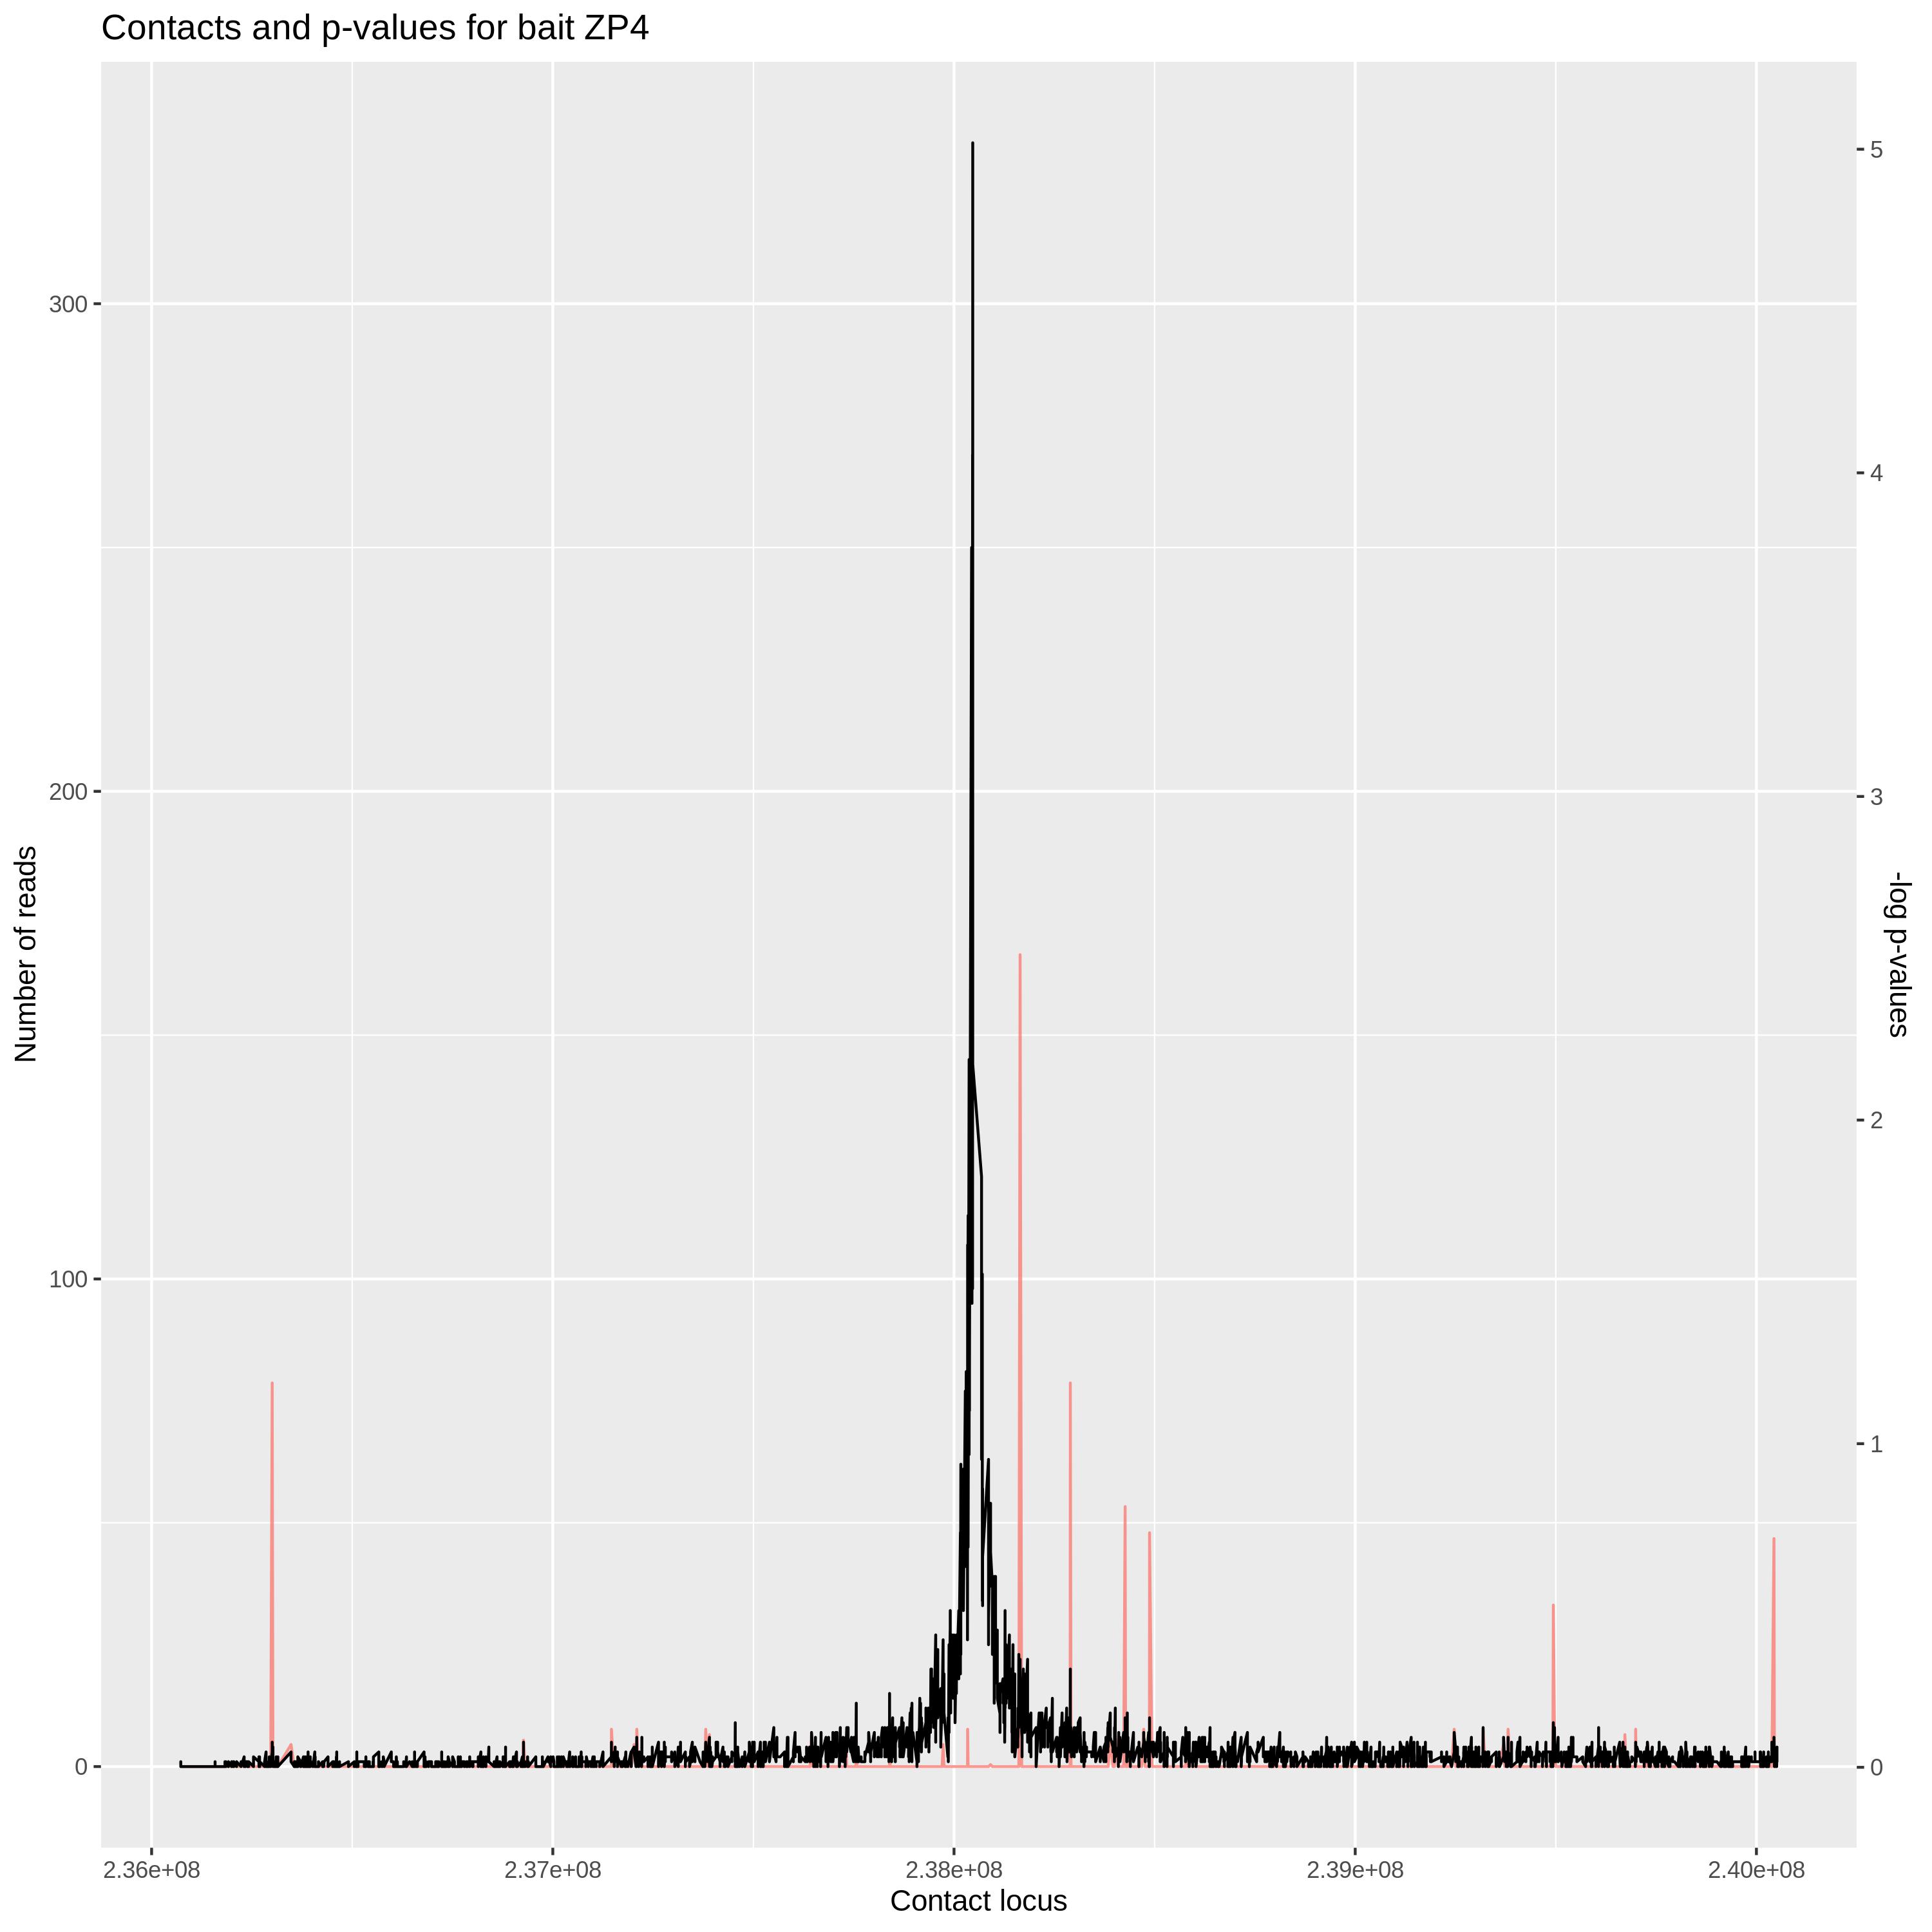 Contacts and p-values for bait ZP4
Number of reads
300
200
100
0
5
4
3
2
1
0
-log p-values
2.36e+08 2.37e+08 2.38e+08 2.39e+08 2.40e+08
Contact locus